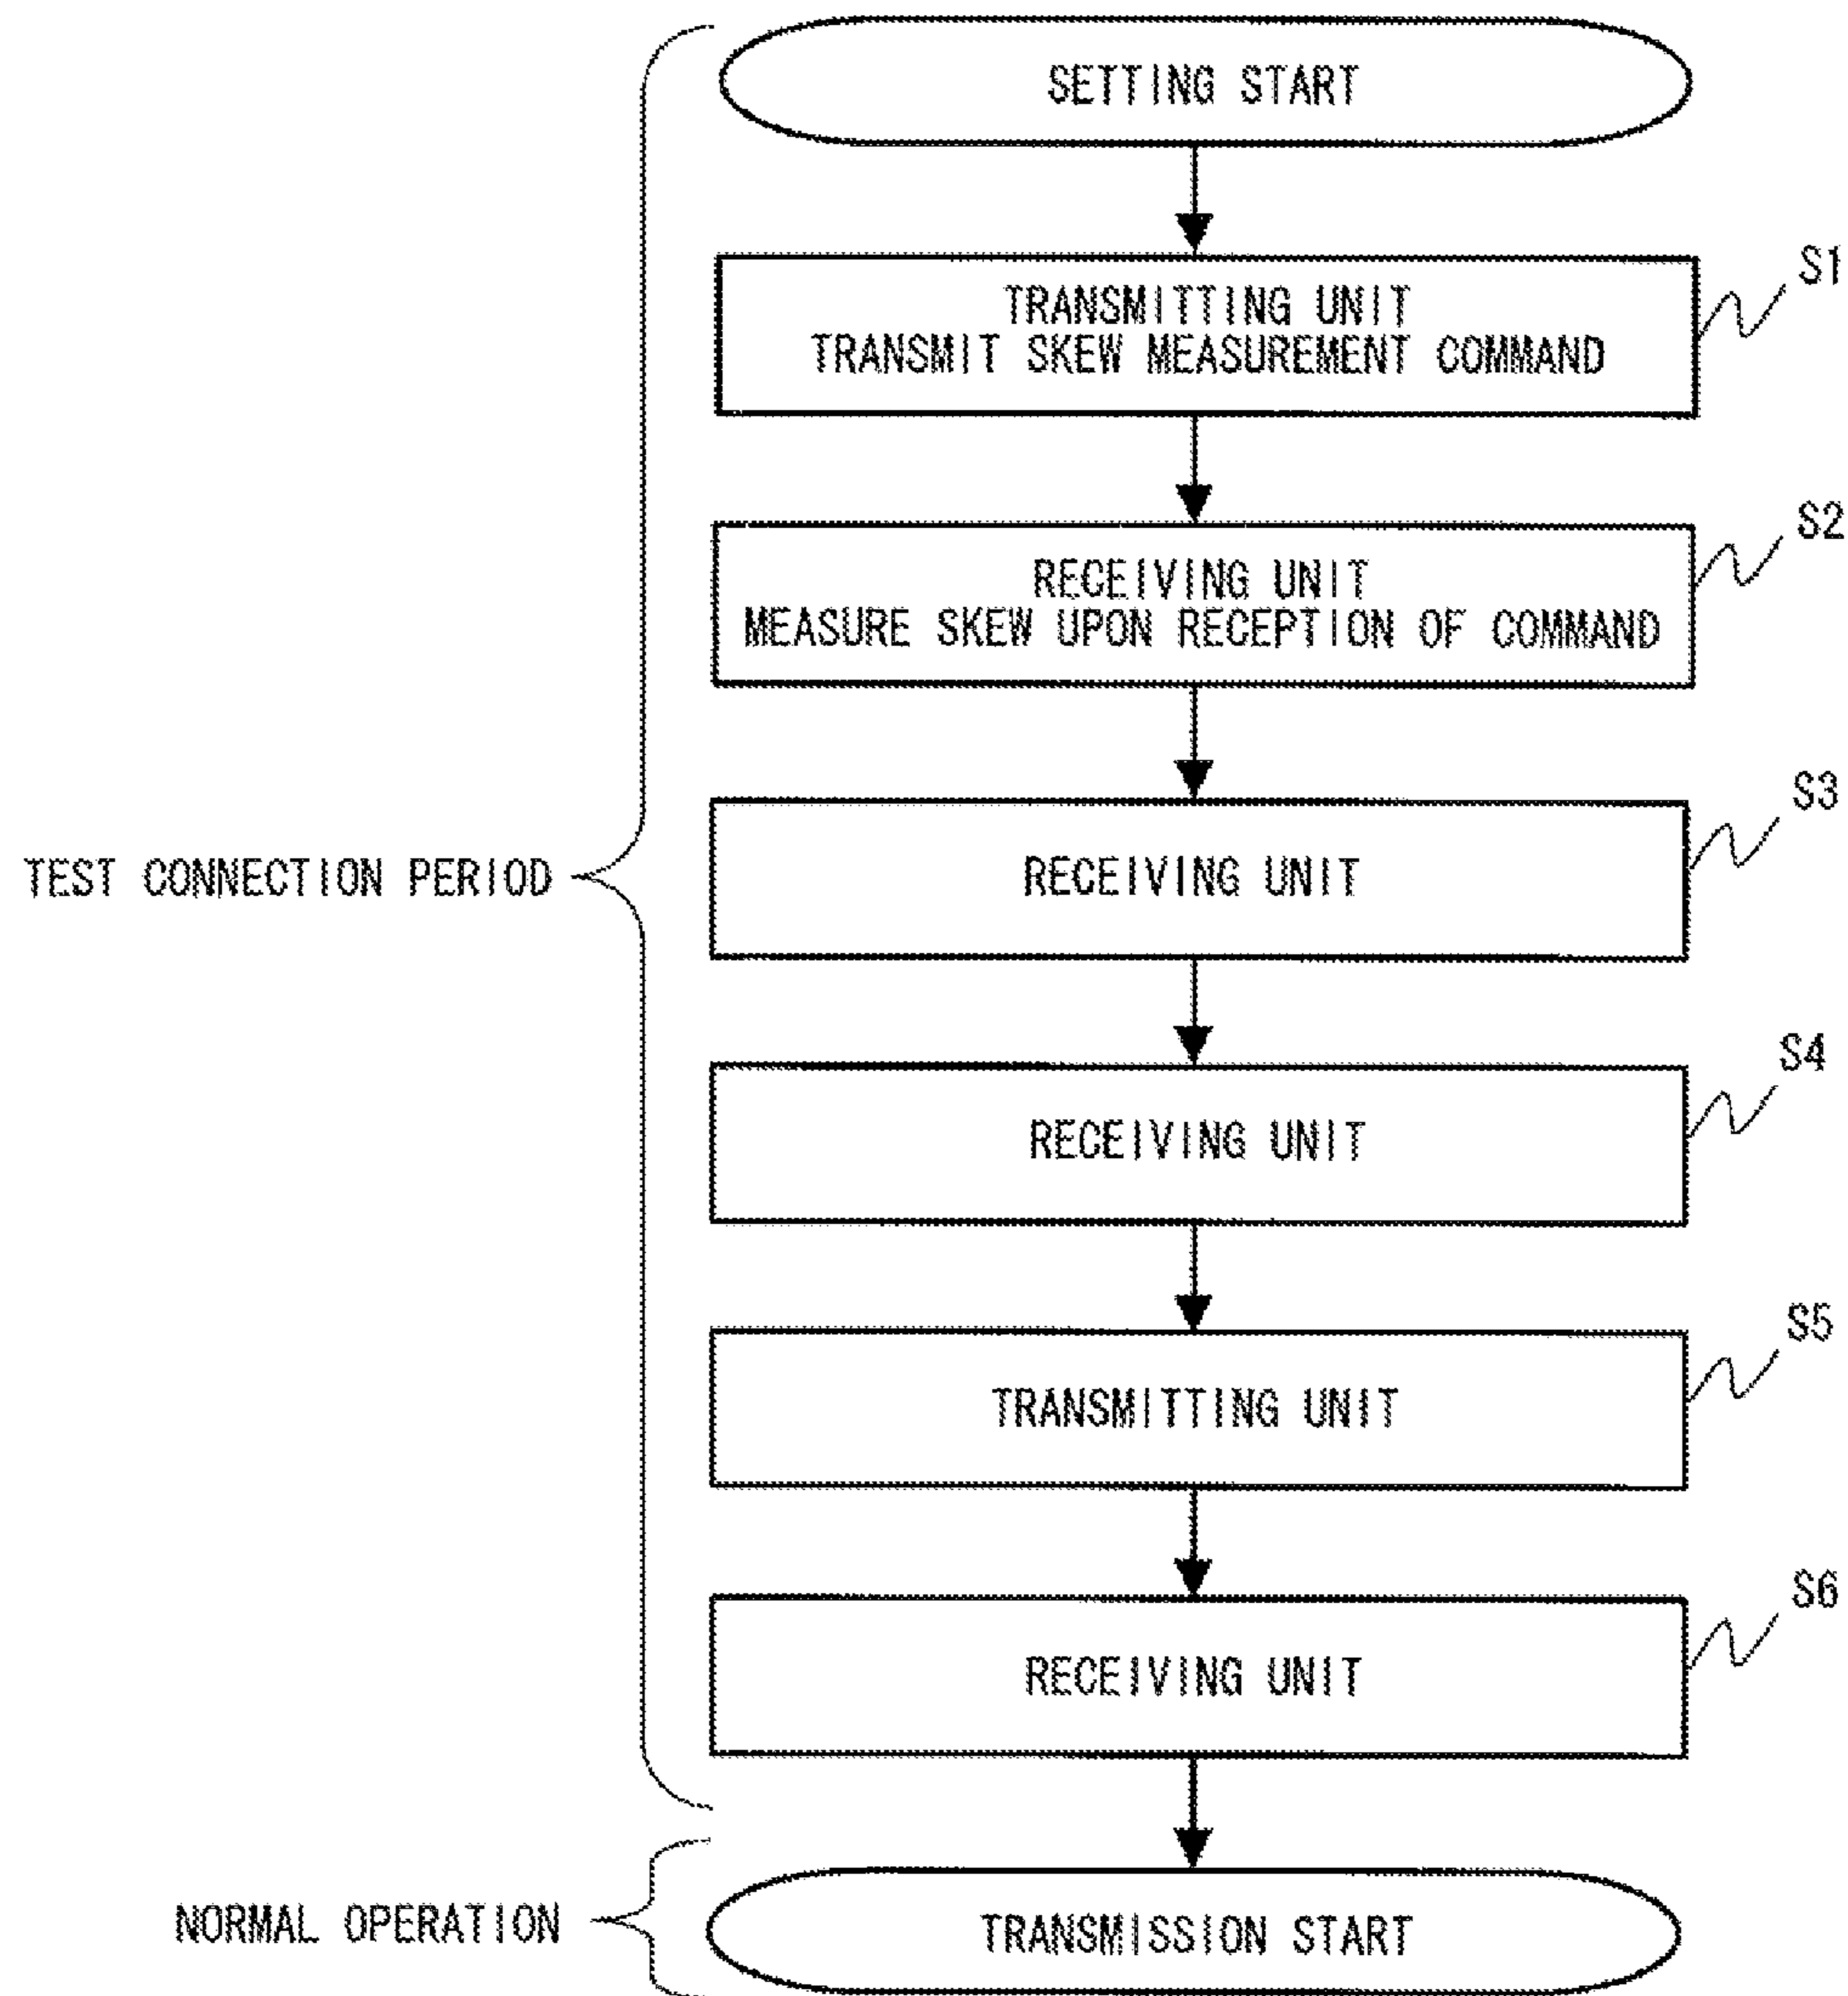 SETTING START
S1
TRANSMITTING UNIT
TRANSMIT SKEW MEASUREMENT COMMAND
S2
RECEIVING UNIT
MEASURE SKEW UPON RECEPTION OF COMMAND
S3
TEST CONNECTION PERIOD
RECEIVING UNIT
S4
RECEIVING UNIT
S5
TRANSMITTING UNIT
S6
RECEIVING UNIT
NORMAL OPERATION
TRANSMISSION START